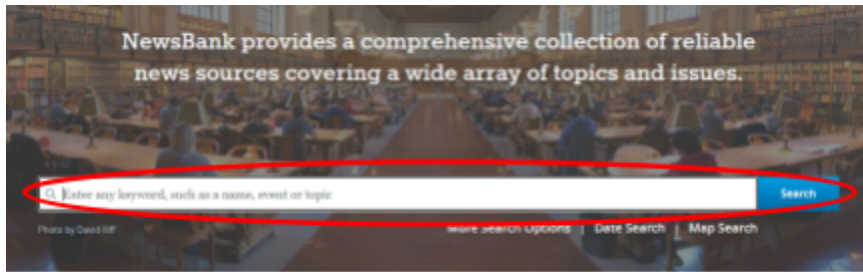 NewsBank provides a comprehensive collection of reliable
news sources covering a wide array of topics and issues.
Enter any keyword, such as a name, event or topic
Search
Photo by David Iliff
More Search Options | Date Search | Map Search